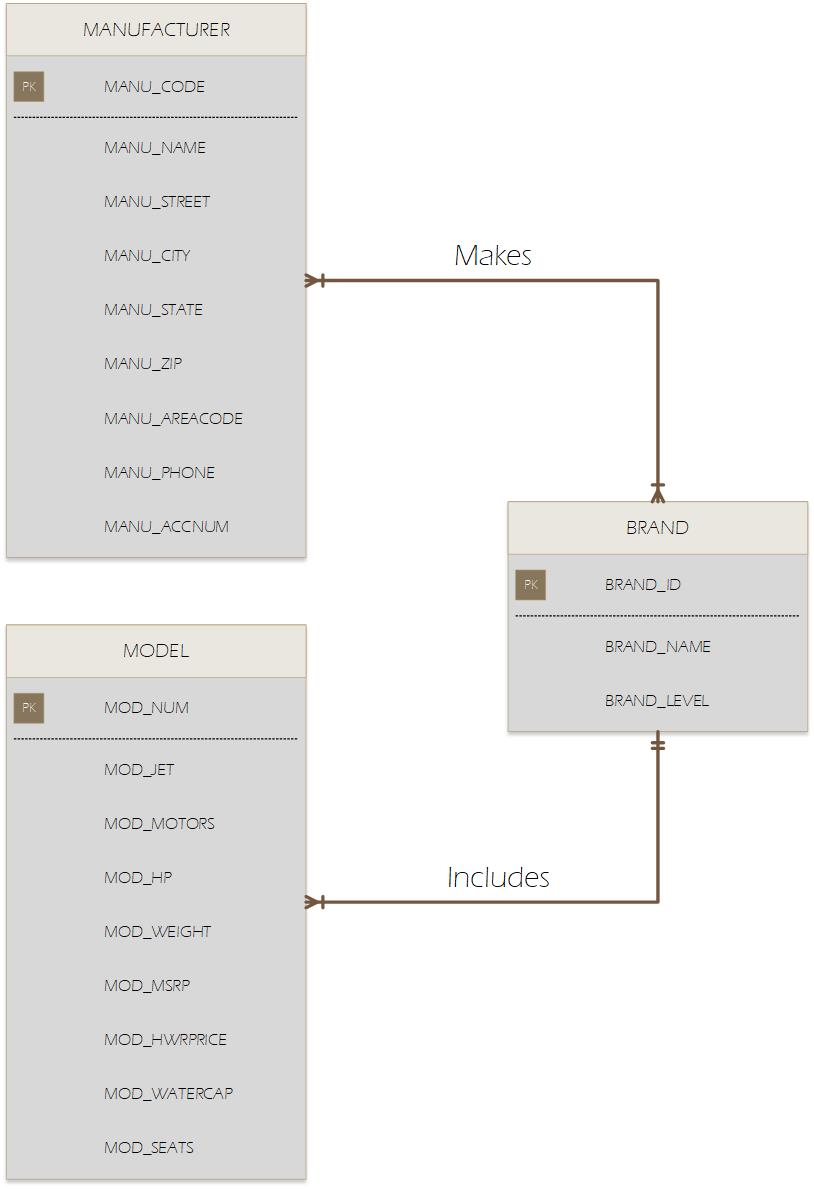 MANUFACTURER
PK MANU_CODE
MANU_NAME
MANU_STREET
MANU_CITY
MANU_STATE
MANU_ZIP
MANU_AREACODE
MANU_PHONE
MANU_ACCNUM
Makes
BRAND
PK BRAND_ID
BRAND_NAME
BRAND_LEVEL
MODEL
PK MOD_NUM
MOD_JET
MOD_MOTORS
MOD_HP
MOD_WEIGHT
MOD_MSRP
MOD_HWRPRICE
MOD_WATERCAP
MOD_SEATS
Includes